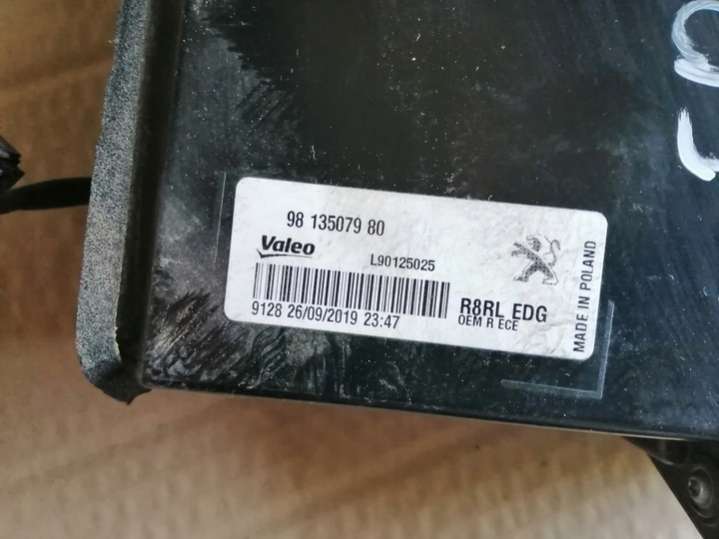 98 135079 80
Valeo
L90125025
9128 26/09/2019 23:47
R8RL EDG
OEM R ECE
MADE IN POLAND